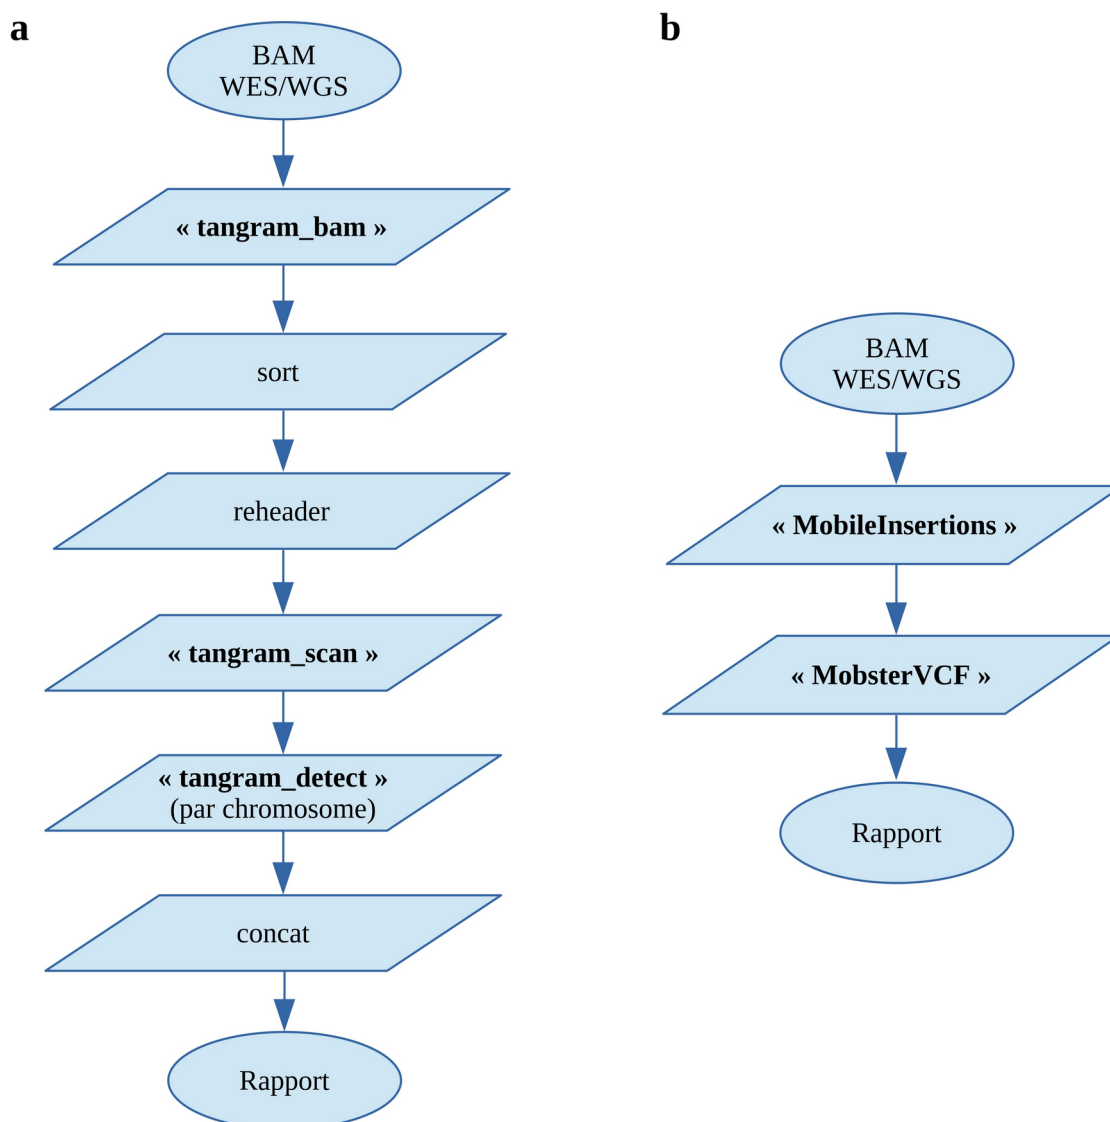 a
BAM
WES/WGS
« tangram_bam »
sort
reheader
« tangram_scan »
« tangram_detect »
(par chromosome)
concat
Rapport
b
BAM
WES/WGS
« MobileInsertions »
« MobsterVCF »
Rapport